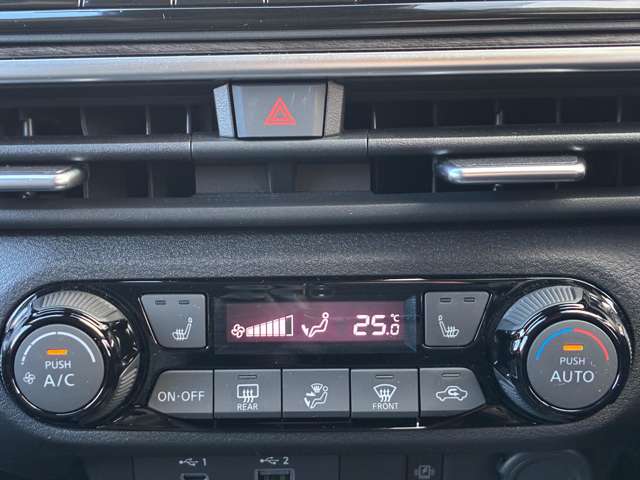 25.0 °C
PUSH
A/C
PUSH
AUTO
ON·OFF
REAR
FRONT
1
2